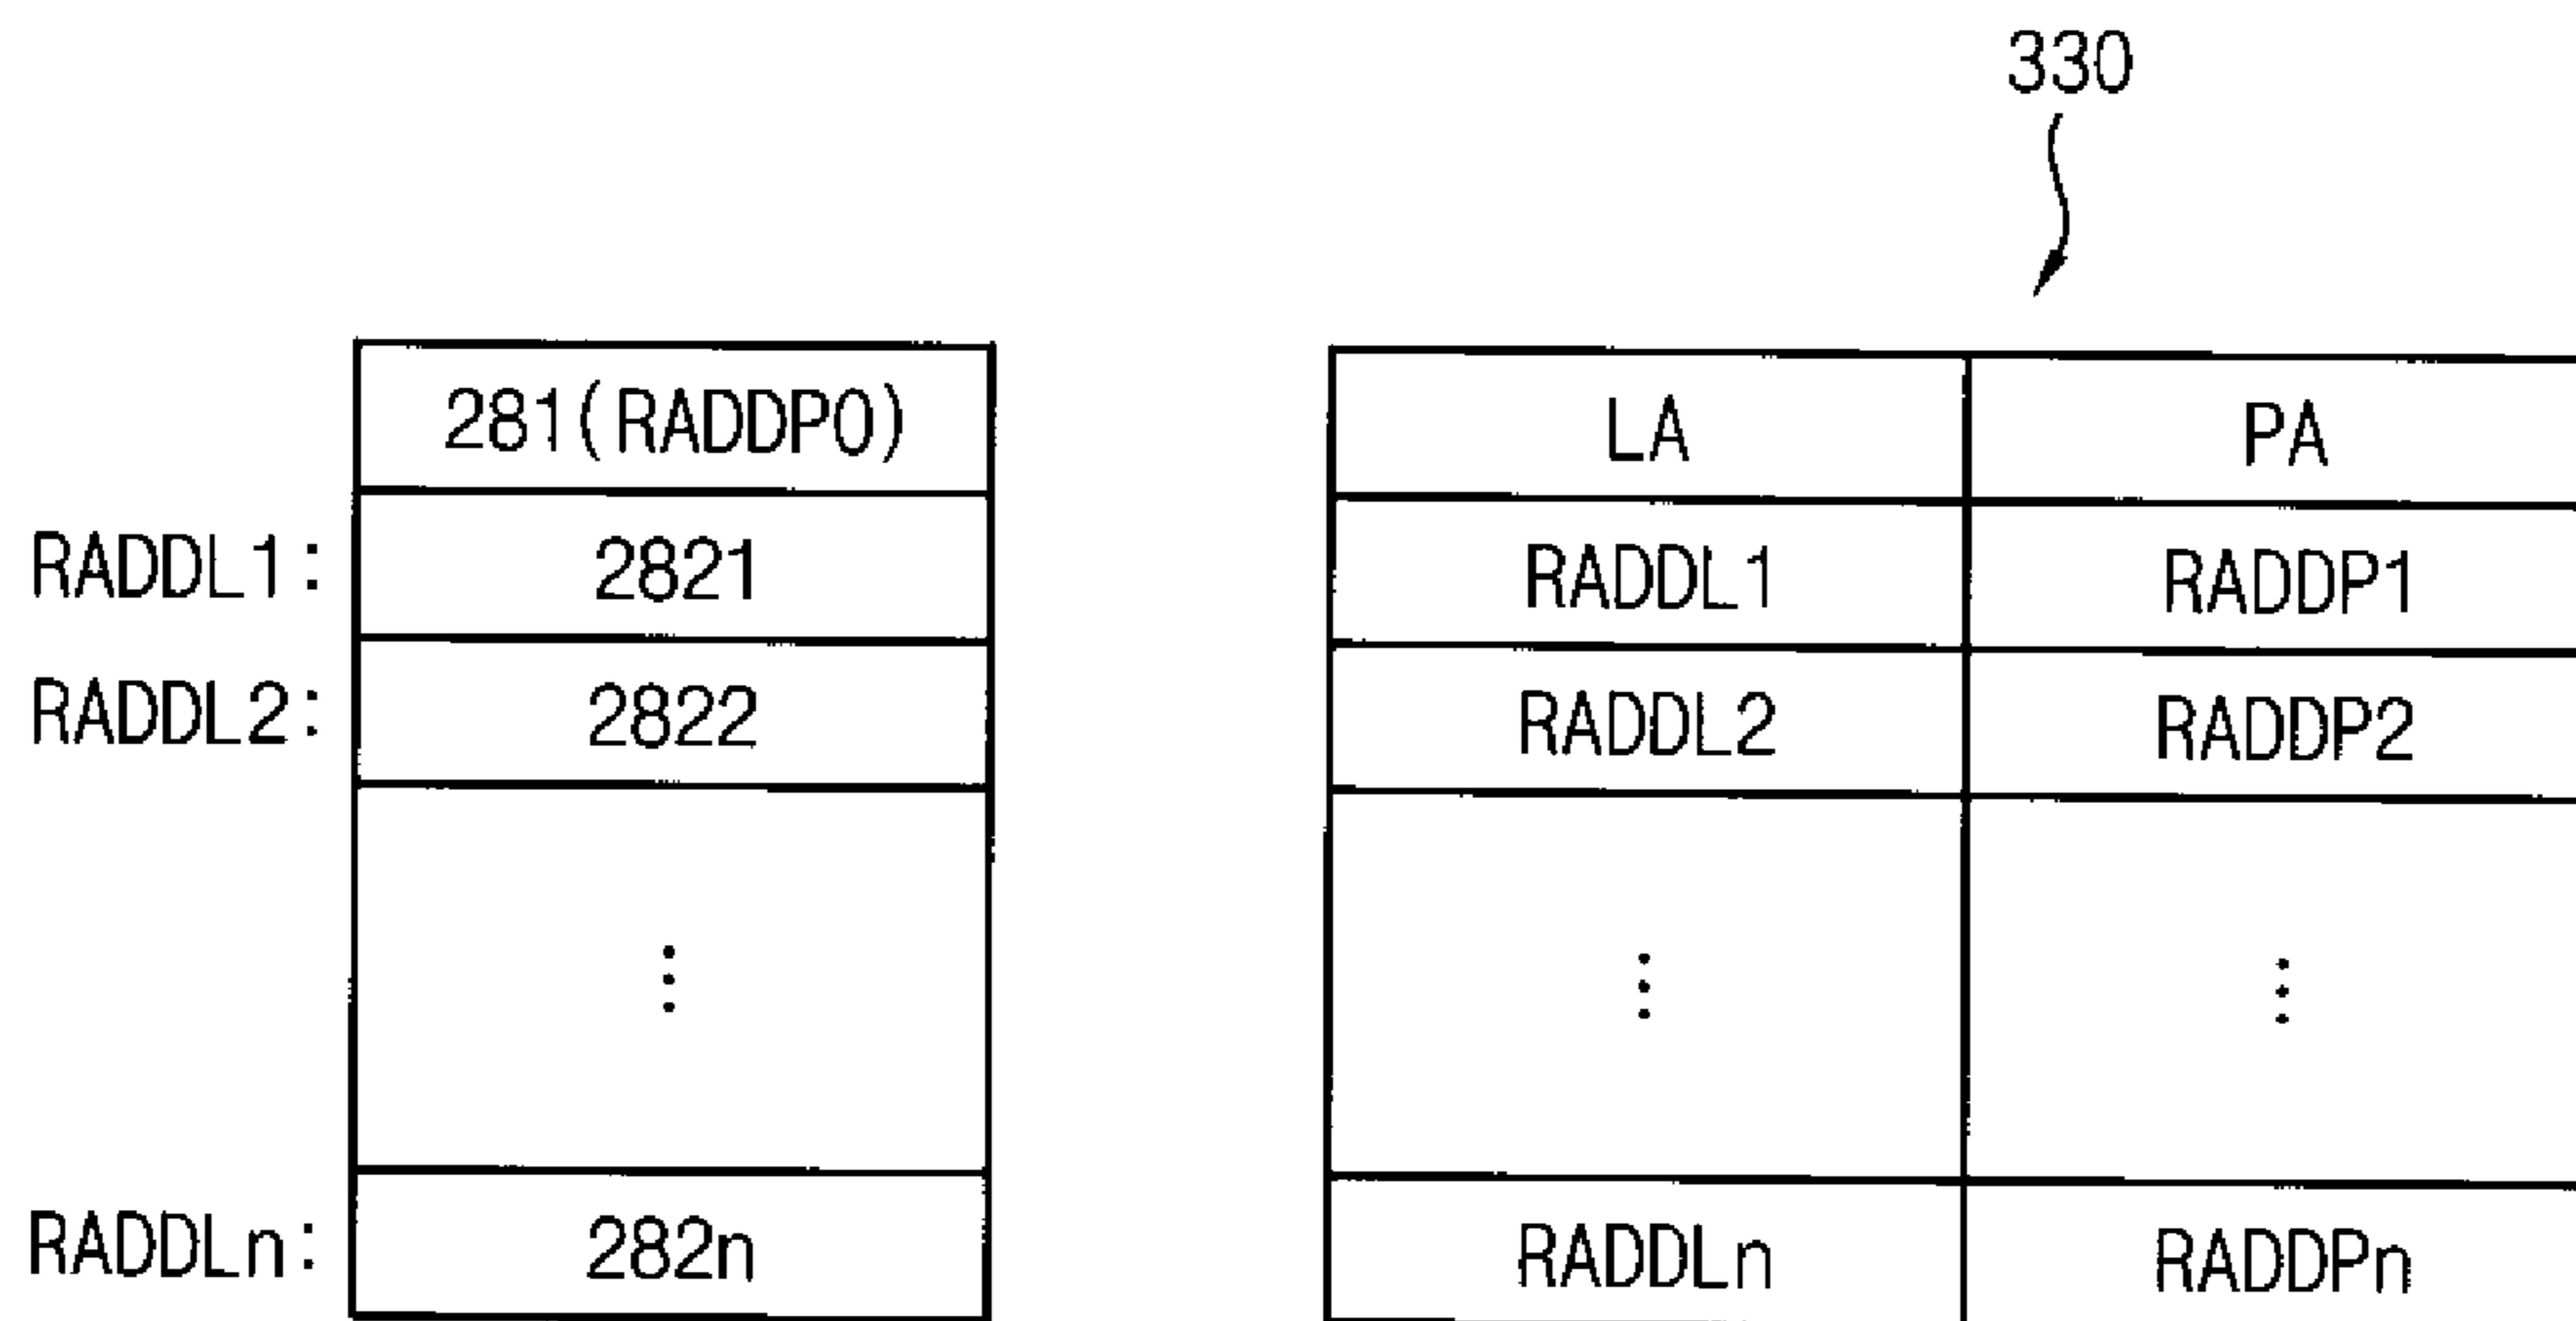 330
281(RADDP0) LA PA
RADDL1: 2821 RADDL1 RADDP1
RADDL2: 2822 RADDL2 RADDP2
⋮ ⋮ ⋮
RADDLn: 282n RADDLn RADDPn